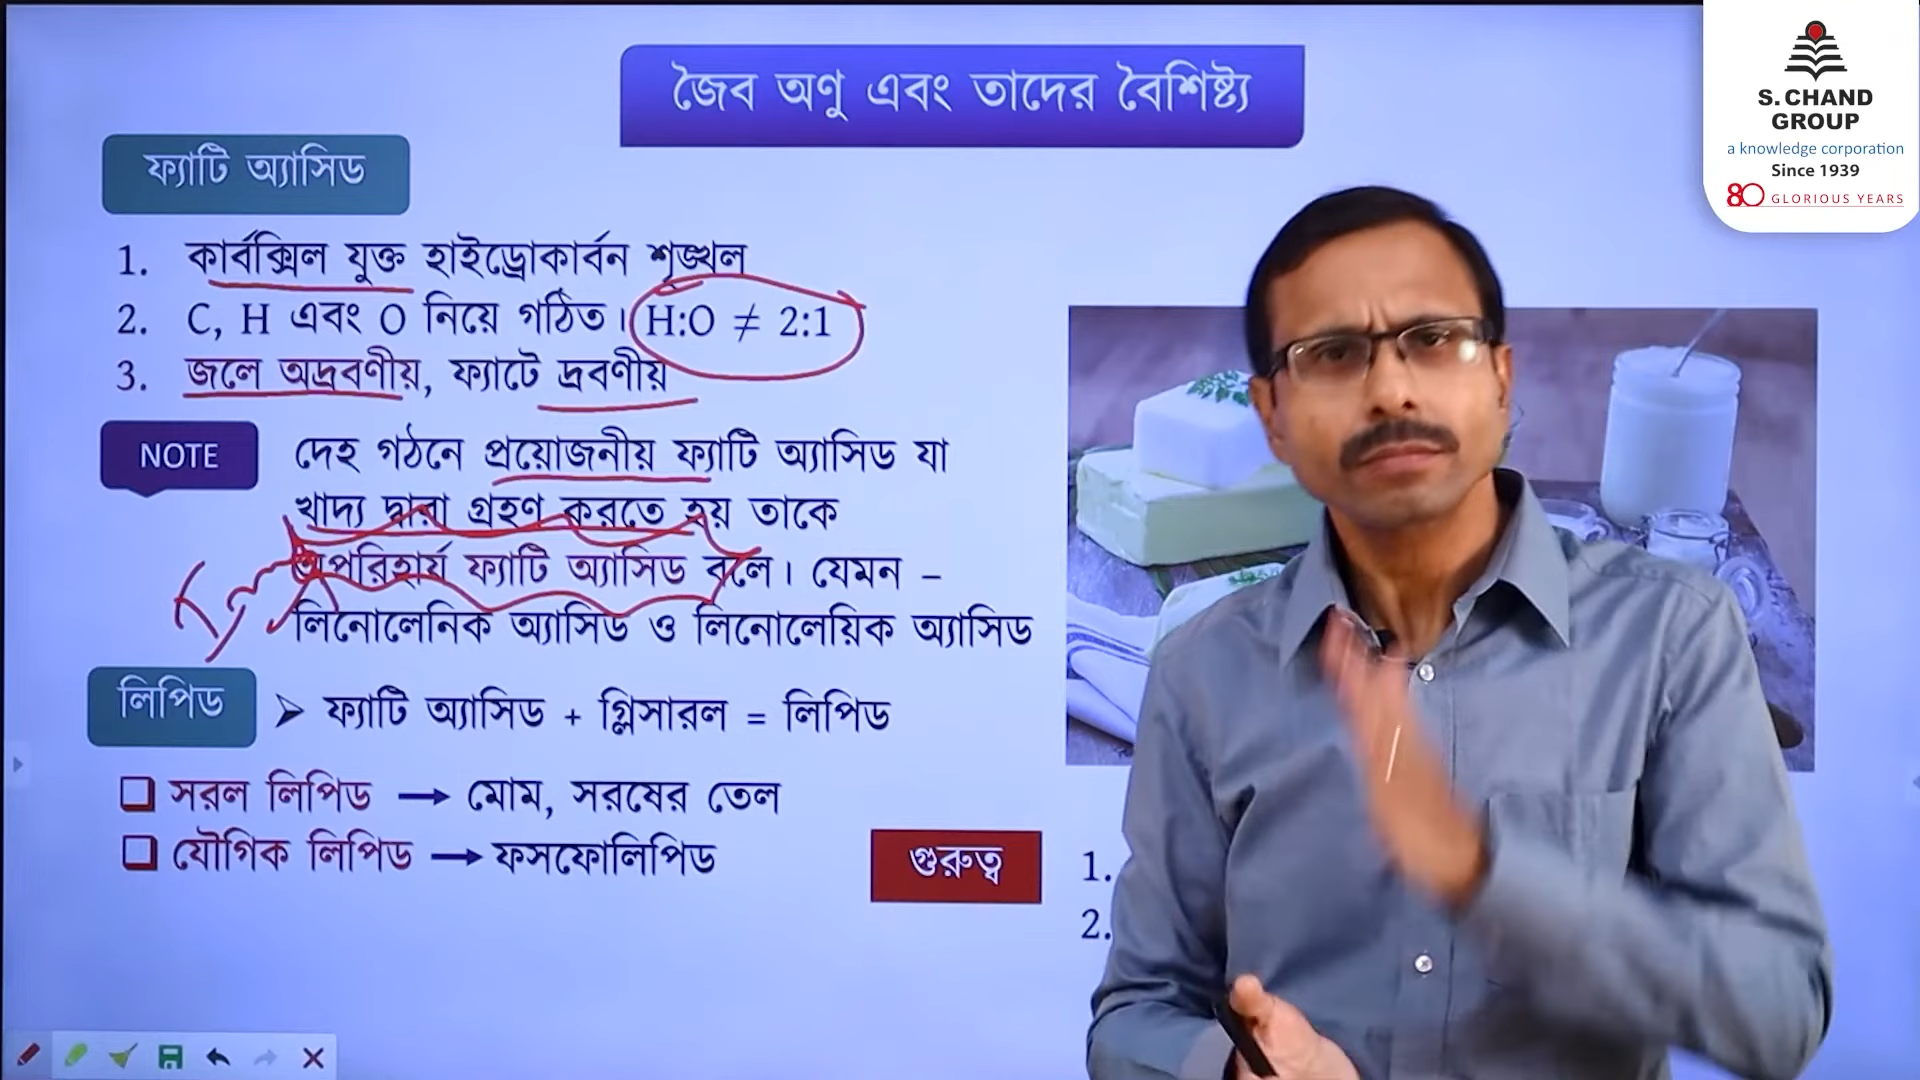 জৈব অণু এবং তাদের বৈশিষ্ট্য
S. CHAND
GROUP
a knowledge corporation
Since 1939
80 GLORIOUS YEARS
ফ্যাটি অ্যাসিড
1. কার্বক্সিল যুক্ত হাইড্রোকার্বন শৃঙ্খল
2. C, H এবং O নিয়ে গঠিত। H:O ≠ 2:1
3. জলে অদ্রবণীয়, ফ্যাটে দ্রবণীয়
NOTE
দেহ গঠনে প্রয়োজনীয় ফ্যাটি অ্যাসিড যা
খাদ্য দ্বারা গ্রহণ করতে হয় তাকে
অপরিহার্য ফ্যাটি অ্যাসিড বলে। যেমন –
লিনোলেনিক অ্যাসিড ও লিনোলেয়িক অ্যাসিড
লিপিড
➢ ফ্যাটি অ্যাসিড + গ্লিসারল = লিপিড
❑ সরল লিপিড → মোম, সরষের তেল
❑ যৌগিক লিপিড → ফসফোলিপিড
গুরুত্ব
1.
2.